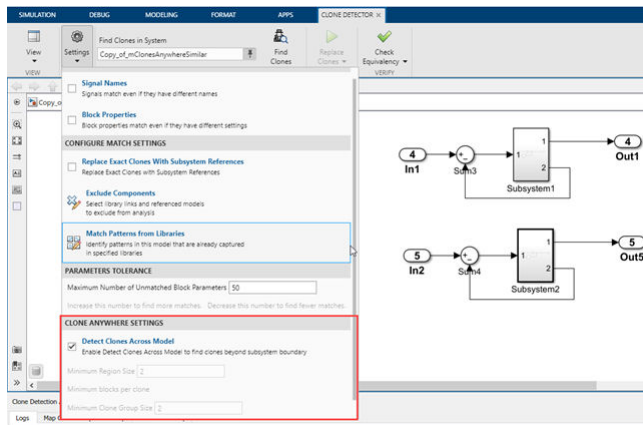 SIMULATION DEBUG MODELING FORMAT APPS CLONE DETECTOR ×
View Settings Find Clones in System Copy_of_mClonesAnywhereSimilar Find Clones Replace Clones Check Equivalency
VIEW VERIFY
Copy_o
Signal Names
Signals match even if they have different names
Block Properties
Block properties match even if they have different settings
CONFIGURE MATCH SETTINGS
Replace Exact Clones With Subsystem References
Replace Exact Clones with Subsystem References
Exclude Components
Select library links and referenced models
to exclude from analysis
Match Patterns from Libraries
Identify patterns in this model that are already captured
in specified libraries
PARAMETERS TOLERANCE
Maximum Number of Unmatched Block Parameters 50
Increase this number to find more matches. Decrease this number to find fewer matches.
CLONE ANYWHERE SETTINGS
Detect Clones Across Model
Enable Detect Clones Across Model to find clones beyond subsystem boundary
Minimum Region Size 2
Minimum blocks per clone
Minimum Clone Group Size 2
4
In1
Sum3
1
1
2
Subsystem1
4
Out1
5
In2
Sum4
1
1
2
Subsystem2
5
Out5
Clone Detection
Logs Map